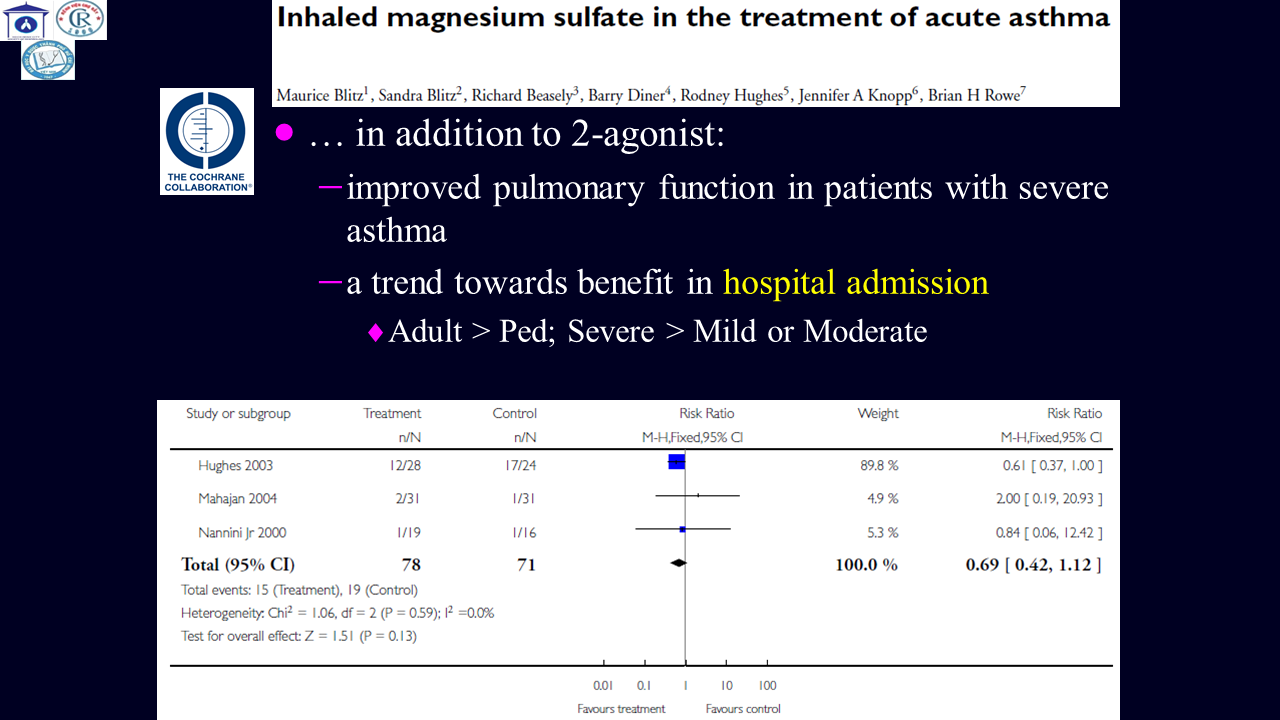 Inhaled magnesium sulfate in the treatment of acute asthma
Maurice Blitz1, Sandra Blitz2, Richard Beasely3, Barry Diner4, Rodney Hughes5, Jennifer A Knopp6, Brian H Rowe7
THE COCHRANE
COLLABORATION®
… in addition to 2-agonist:
improved pulmonary function in patients with severe
asthma
a trend towards benefit in hospital admission
Adult > Ped; Severe > Mild or Moderate
Study or subgroup Treatment Control Risk Ratio Weight Risk Ratio
n/N n/N M-H,Fixed,95% CI M-H,Fixed,95% CI
Hughes 2003 12/28 17/24 89.8 % 0.61 [ 0.37, 1.00 ]
Mahajan 2004 2/31 1/31 4.9 % 2.00 [ 0.19, 20.93 ]
Nannini Jr 2000 1/19 1/16 5.3 % 0.84 [ 0.06, 12.42 ]
Total (95% CI) 78 71 100.0 % 0.69 [ 0.42, 1.12 ]
Total events: 15 (Treatment), 19 (Control)
Heterogeneity: Chi2 = 1.06, df = 2 (P = 0.59); I2 =0.0%
Test for overall effect: Z = 1.51 (P = 0.13)
0.01 0.1 1 10 100
Favours treatment Favours control